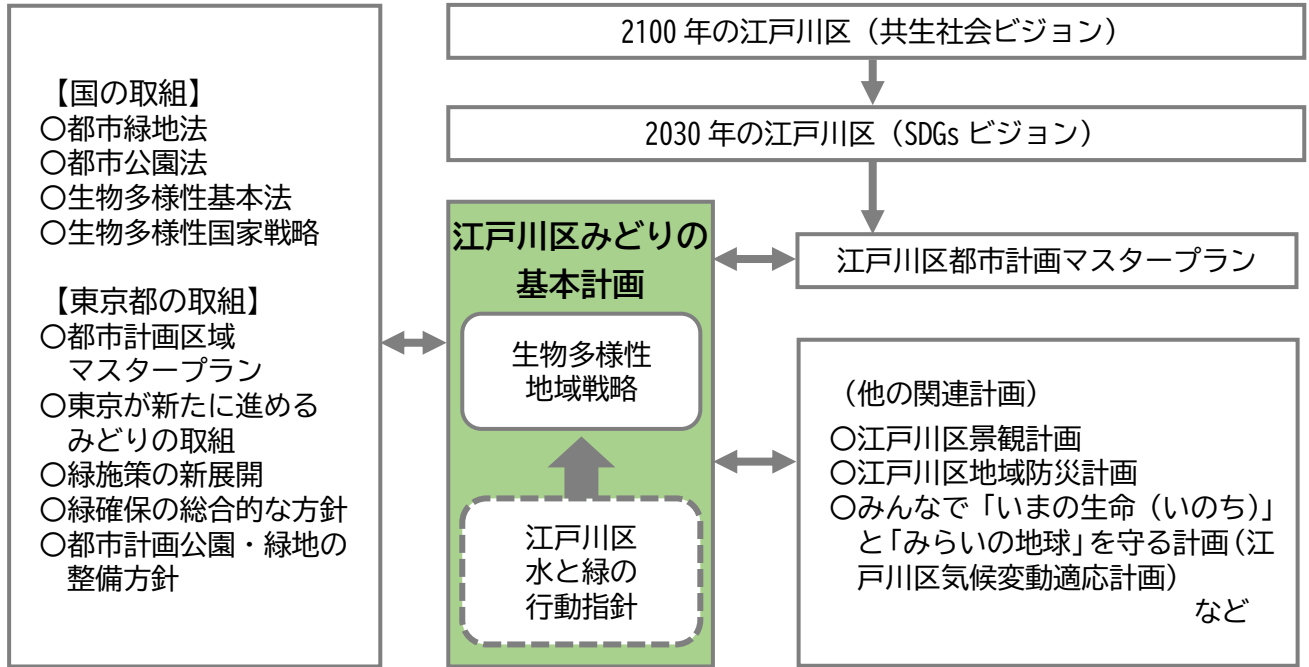 【国の取組】
〇都市緑地法
〇都市公園法
〇生物多様性基本法
〇生物多様性国家戦略
【東京都の取組】
〇都市計画区域
マスタープラン
〇東京が新たに進める
みどりの取組
〇緑施策の新展開
〇緑確保の総合的な方針
〇都市計画公園・緑地の
整備方針
2100 年の江戸川区（共生社会ビジョン）
2030 年の江戸川区（SDGs ビジョン）
江戸川区みどりの
基本計画
生物多様性
地域戦略
江戸川区
水と緑の
行動指針
江戸川区都市計画マスタープラン
（他の関連計画）
〇江戸川区景観計画
〇江戸川区地域防災計画
〇みんなで「いまの生命（いのち）」
と「みらいの地球」を守る計画（江
戸川区気候変動適応計画）
など